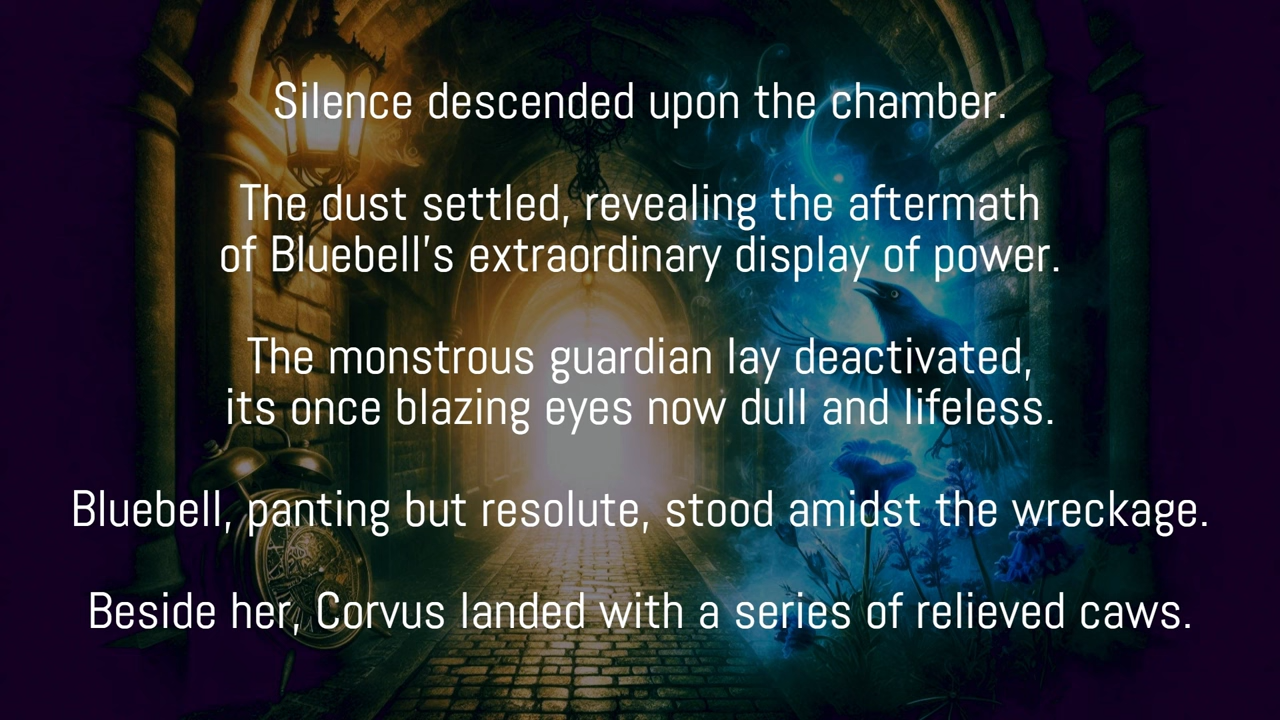 Silence descended upon the chamber.
The dust settled, revealing the aftermath
of Bluebell's extraordinary display of power.
The monstrous guardian lay deactivated,
its once blazing eyes now dull and lifeless.
Bluebell, panting but resolute, stood amidst the wreckage.
Beside her, Corvus landed with a series of relieved caws.